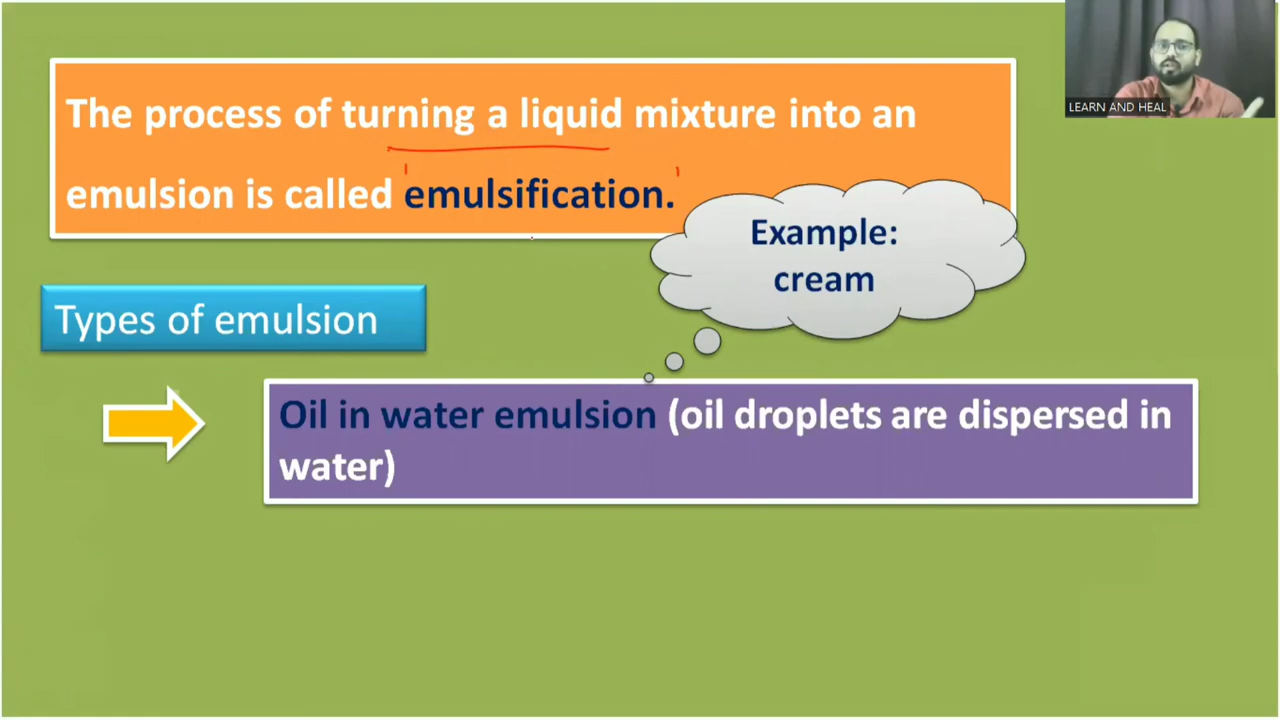 LEARN AND HEAL
The process of turning a liquid mixture into an
emulsion is called emulsification.
Example:
cream
Types of emulsion
Oil in water emulsion (oil droplets are dispersed in
water)